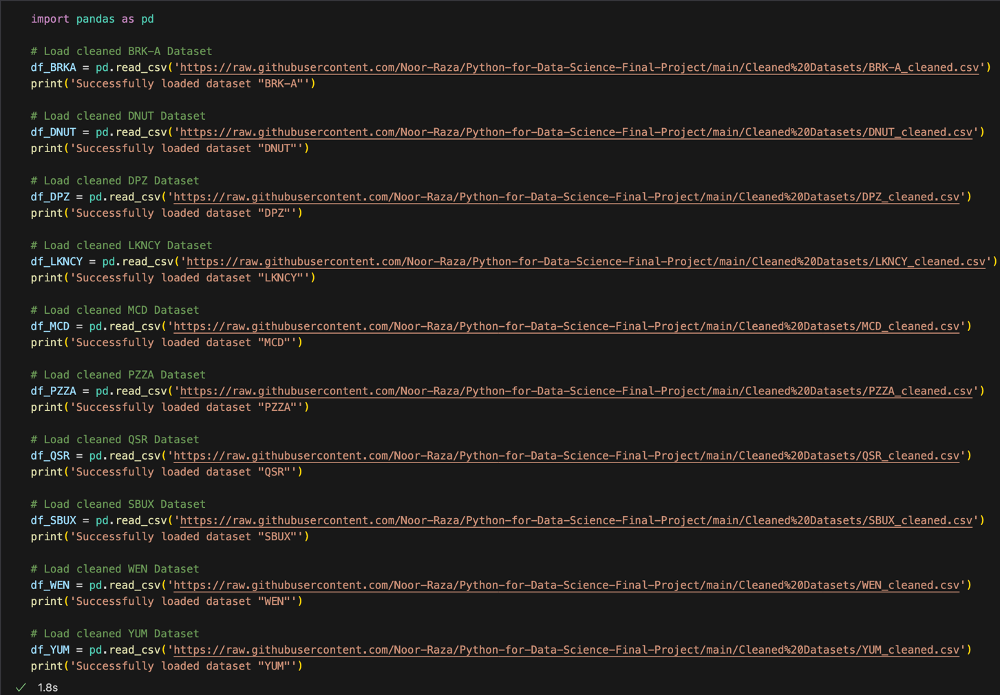 import pandas as pd
# Load cleaned BRK-A Dataset
df_BRKA = pd.read_csv('https://raw.githubusercontent.com/Noor-Raza/Python-for-Data-Science-Final-Project/main/Cleaned%20Datasets/BRK-A_cleaned.csv')
print('Successfully loaded dataset "BRK-A"')
# Load cleaned DNUT Dataset
df_DNUT = pd.read_csv('https://raw.githubusercontent.com/Noor-Raza/Python-for-Data-Science-Final-Project/main/Cleaned%20Datasets/DNUT_cleaned.csv')
print('Successfully loaded dataset "DNUT"')
# Load cleaned DPZ Dataset
df_DPZ = pd.read_csv('https://raw.githubusercontent.com/Noor-Raza/Python-for-Data-Science-Final-Project/main/Cleaned%20Datasets/DPZ_cleaned.csv')
print('Successfully loaded dataset "DPZ"')
# Load cleaned LKNCY Dataset
df_LKNCY = pd.read_csv('https://raw.githubusercontent.com/Noor-Raza/Python-for-Data-Science-Final-Project/main/Cleaned%20Datasets/LKNCY_cleaned.csv')
print('Successfully loaded dataset "LKNCY"')
# Load cleaned MCD Dataset
df_MCD = pd.read_csv('https://raw.githubusercontent.com/Noor-Raza/Python-for-Data-Science-Final-Project/main/Cleaned%20Datasets/MCD_cleaned.csv')
print('Successfully loaded dataset "MCD"')
# Load cleaned PZZA Dataset
df_PZZA = pd.read_csv('https://raw.githubusercontent.com/Noor-Raza/Python-for-Data-Science-Final-Project/main/Cleaned%20Datasets/PZZA_cleaned.csv')
print('Successfully loaded dataset "PZZA"')
# Load cleaned QSR Dataset
df_QSR = pd.read_csv('https://raw.githubusercontent.com/Noor-Raza/Python-for-Data-Science-Final-Project/main/Cleaned%20Datasets/QSR_cleaned.csv')
print('Successfully loaded dataset "QSR"')
# Load cleaned SBUX Dataset
df_SBUX = pd.read_csv('https://raw.githubusercontent.com/Noor-Raza/Python-for-Data-Science-Final-Project/main/Cleaned%20Datasets/SBUX_cleaned.csv')
print('Successfully loaded dataset "SBUX"')
# Load cleaned WEN Dataset
df_WEN = pd.read_csv('https://raw.githubusercontent.com/Noor-Raza/Python-for-Data-Science-Final-Project/main/Cleaned%20Datasets/WEN_cleaned.csv')
print('Successfully loaded dataset "WEN"')
# Load cleaned YUM Dataset
df_YUM = pd.read_csv('https://raw.githubusercontent.com/Noor-Raza/Python-for-Data-Science-Final-Project/main/Cleaned%20Datasets/YUM_cleaned.csv')
print('Successfully loaded dataset "YUM"')
✓ 1.8s